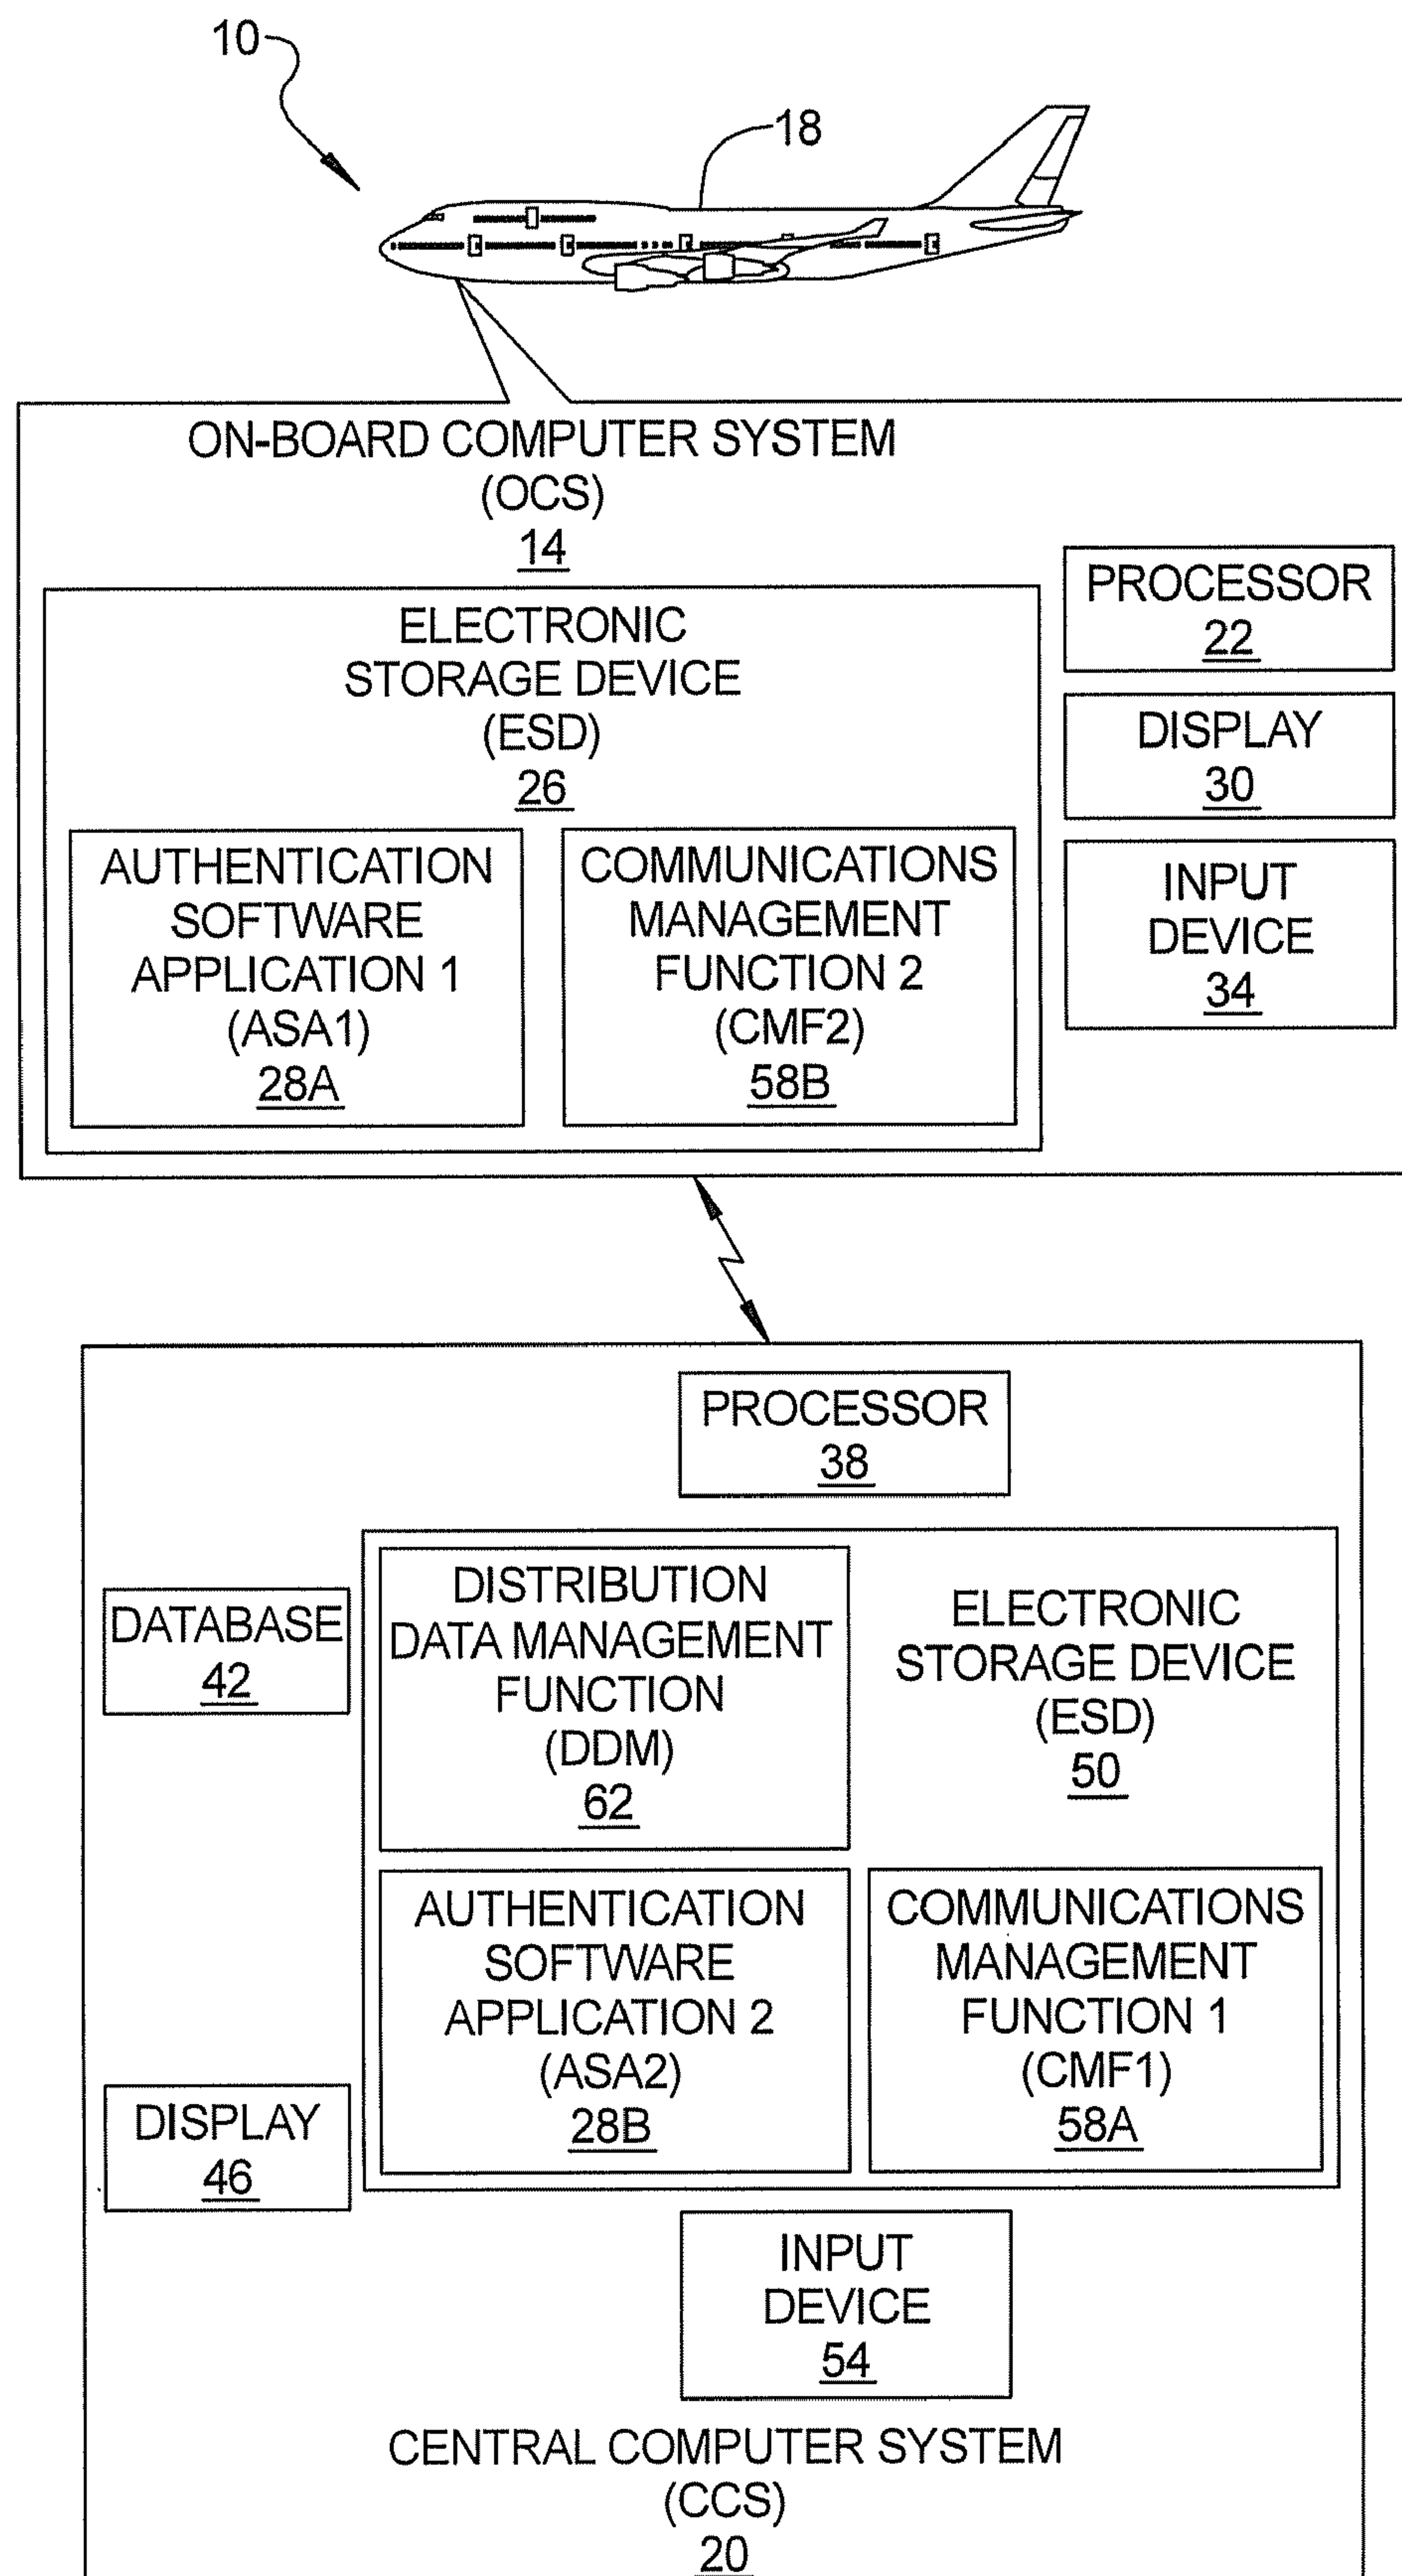 10
18
ON-BOARD COMPUTER SYSTEM
(OCS)
14
ELECTRONIC
STORAGE DEVICE
(ESD)
26
AUTHENTICATION
SOFTWARE
APPLICATION 1
(ASA1)
28A
COMMUNICATIONS
MANAGEMENT
FUNCTION 2
(CMF2)
58B
PROCESSOR
22
DISPLAY
30
INPUT
DEVICE
34
PROCESSOR
38
DATABASE
42
DISTRIBUTION
DATA MANAGEMENT
FUNCTION
(DDM)
62
ELECTRONIC
STORAGE DEVICE
(ESD)
50
AUTHENTICATION
SOFTWARE
APPLICATION 2
(ASA2)
28B
COMMUNICATIONS
MANAGEMENT
FUNCTION 1
(CMF1)
58A
DISPLAY
46
INPUT
DEVICE
54
CENTRAL COMPUTER SYSTEM
(CCS)
20